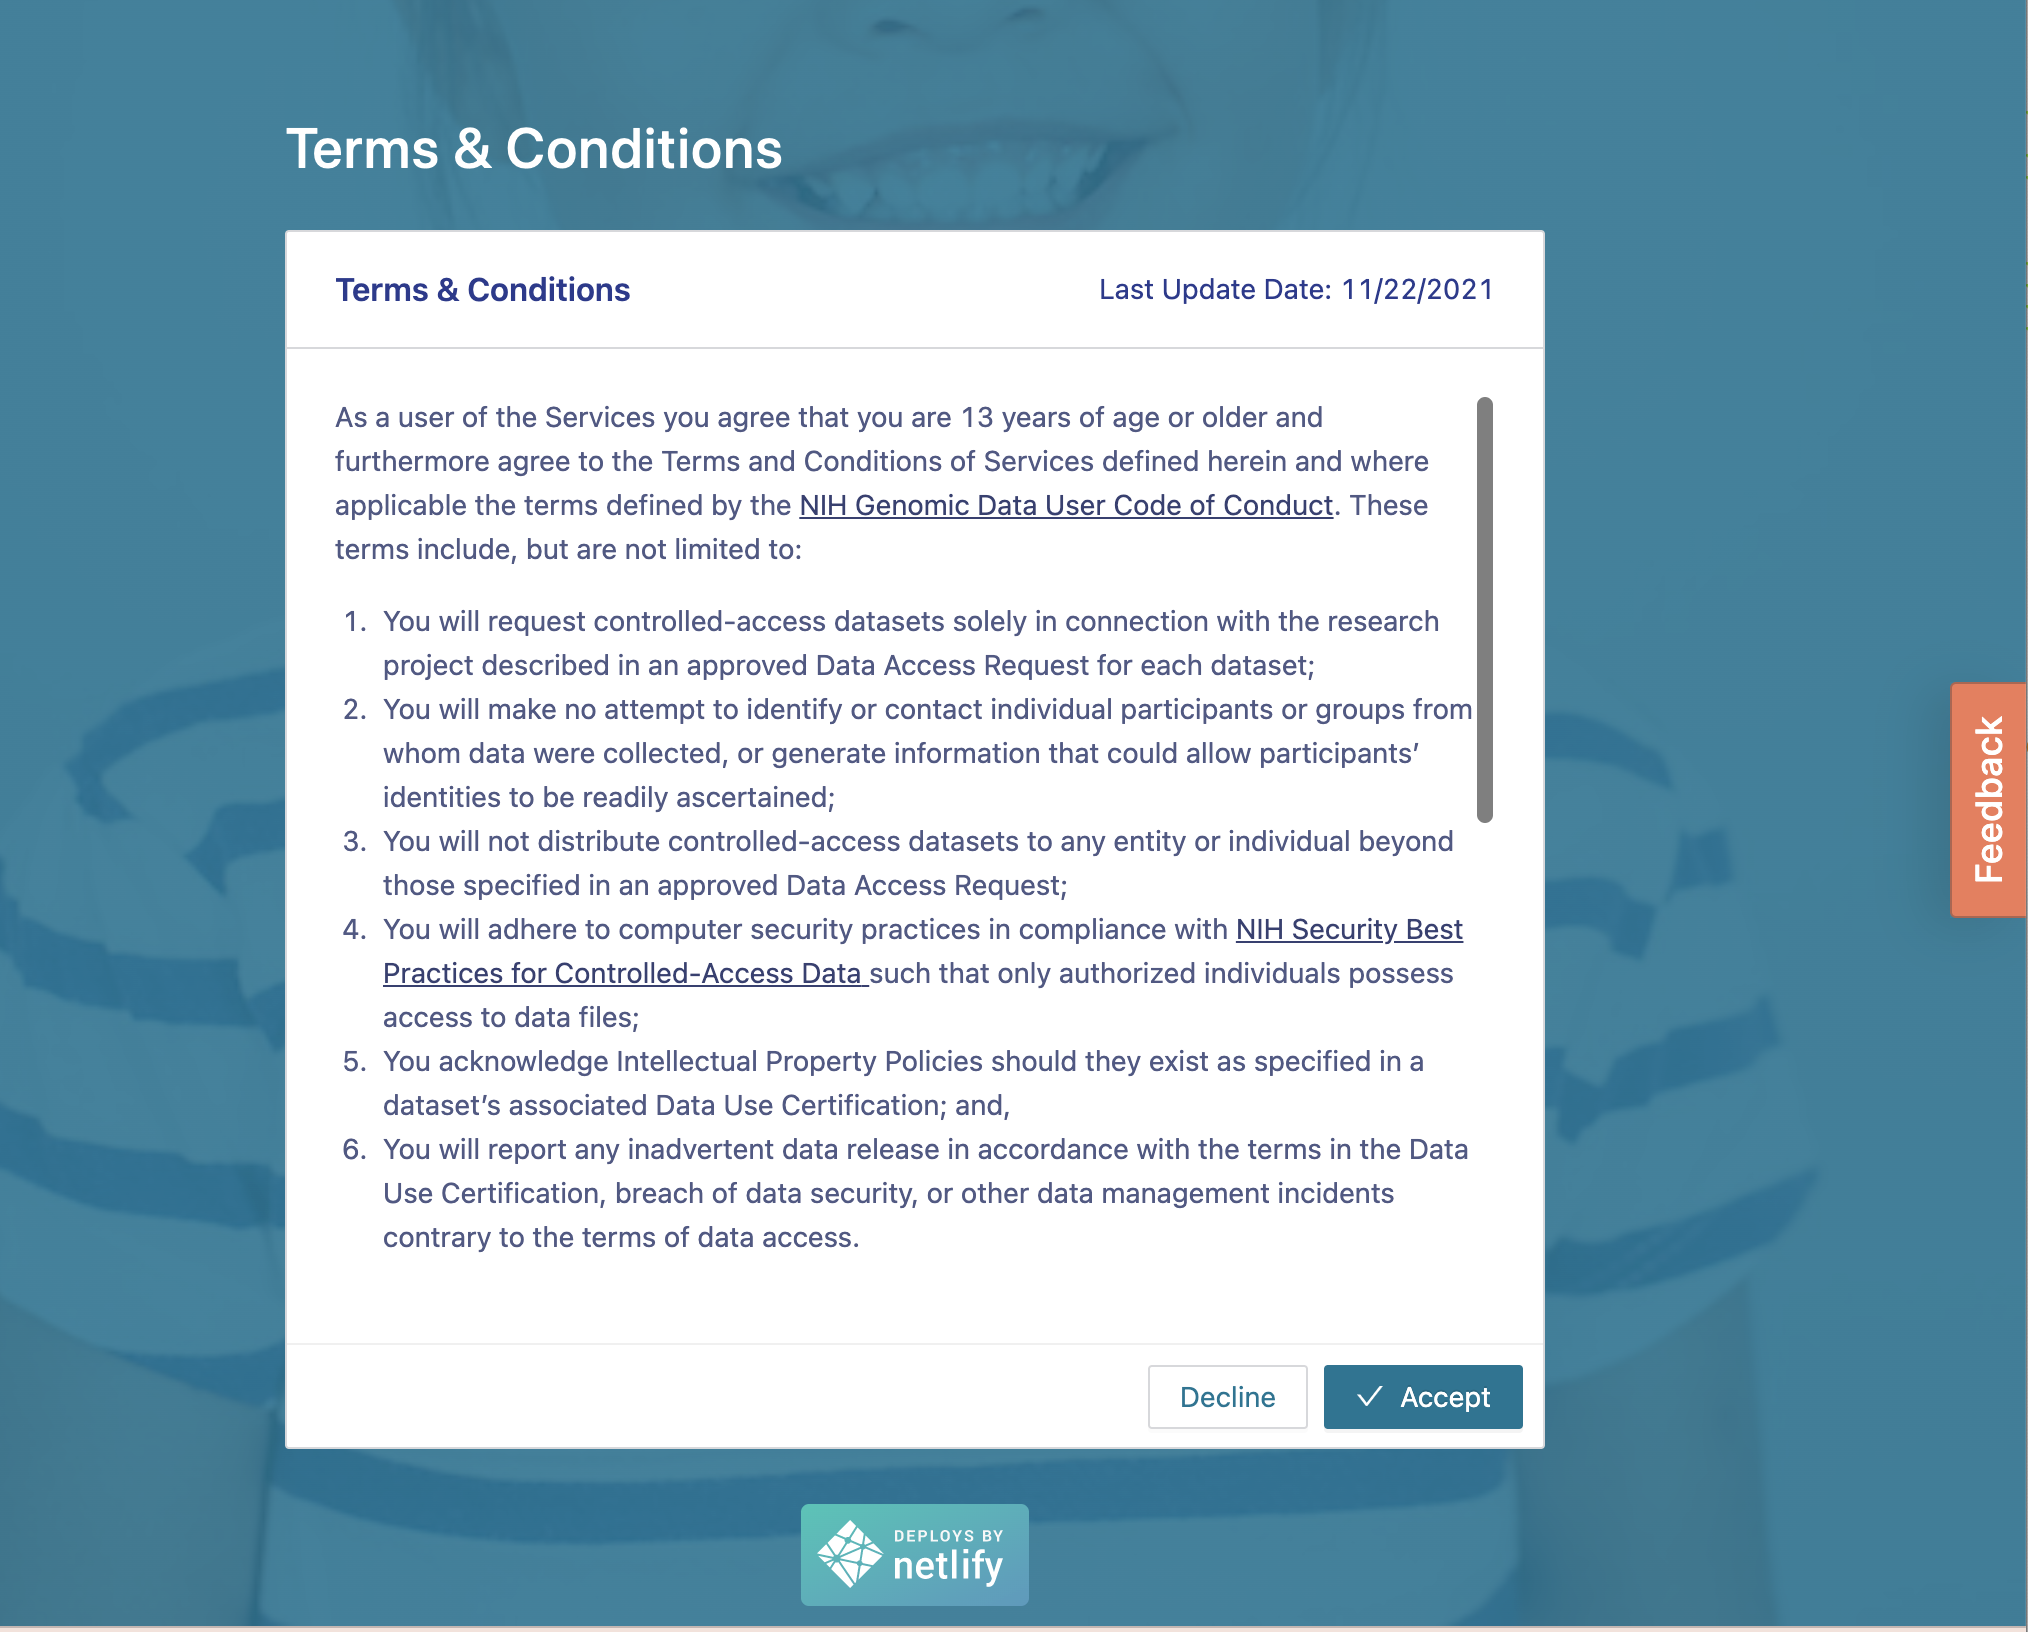 Terms & Conditions
Terms & Conditions
Last Update Date: 11/22/2021
As a user of the Services you agree that you are 13 years of age or older and
furthermore agree to the Terms and Conditions of Services defined herein and where
applicable the terms defined by the NIH Genomic Data User Code of Conduct. These
terms include, but are not limited to:
1. You will request controlled-access datasets solely in connection with the research
project described in an approved Data Access Request for each dataset;
2. You will make no attempt to identify or contact individual participants or groups from
whom data were collected, or generate information that could allow participants’
identities to be readily ascertained;
3. You will not distribute controlled-access datasets to any entity or individual beyond
those specified in an approved Data Access Request;
4. You will adhere to computer security practices in compliance with NIH Security Best
Practices for Controlled-Access Data such that only authorized individuals possess
access to data files;
5. You acknowledge Intellectual Property Policies should they exist as specified in a
dataset’s associated Data Use Certification; and,
6. You will report any inadvertent data release in accordance with the terms in the Data
Use Certification, breach of data security, or other data management incidents
contrary to the terms of data access.
Decline
Accept
Feedback
DEPLOYS BY
netlify